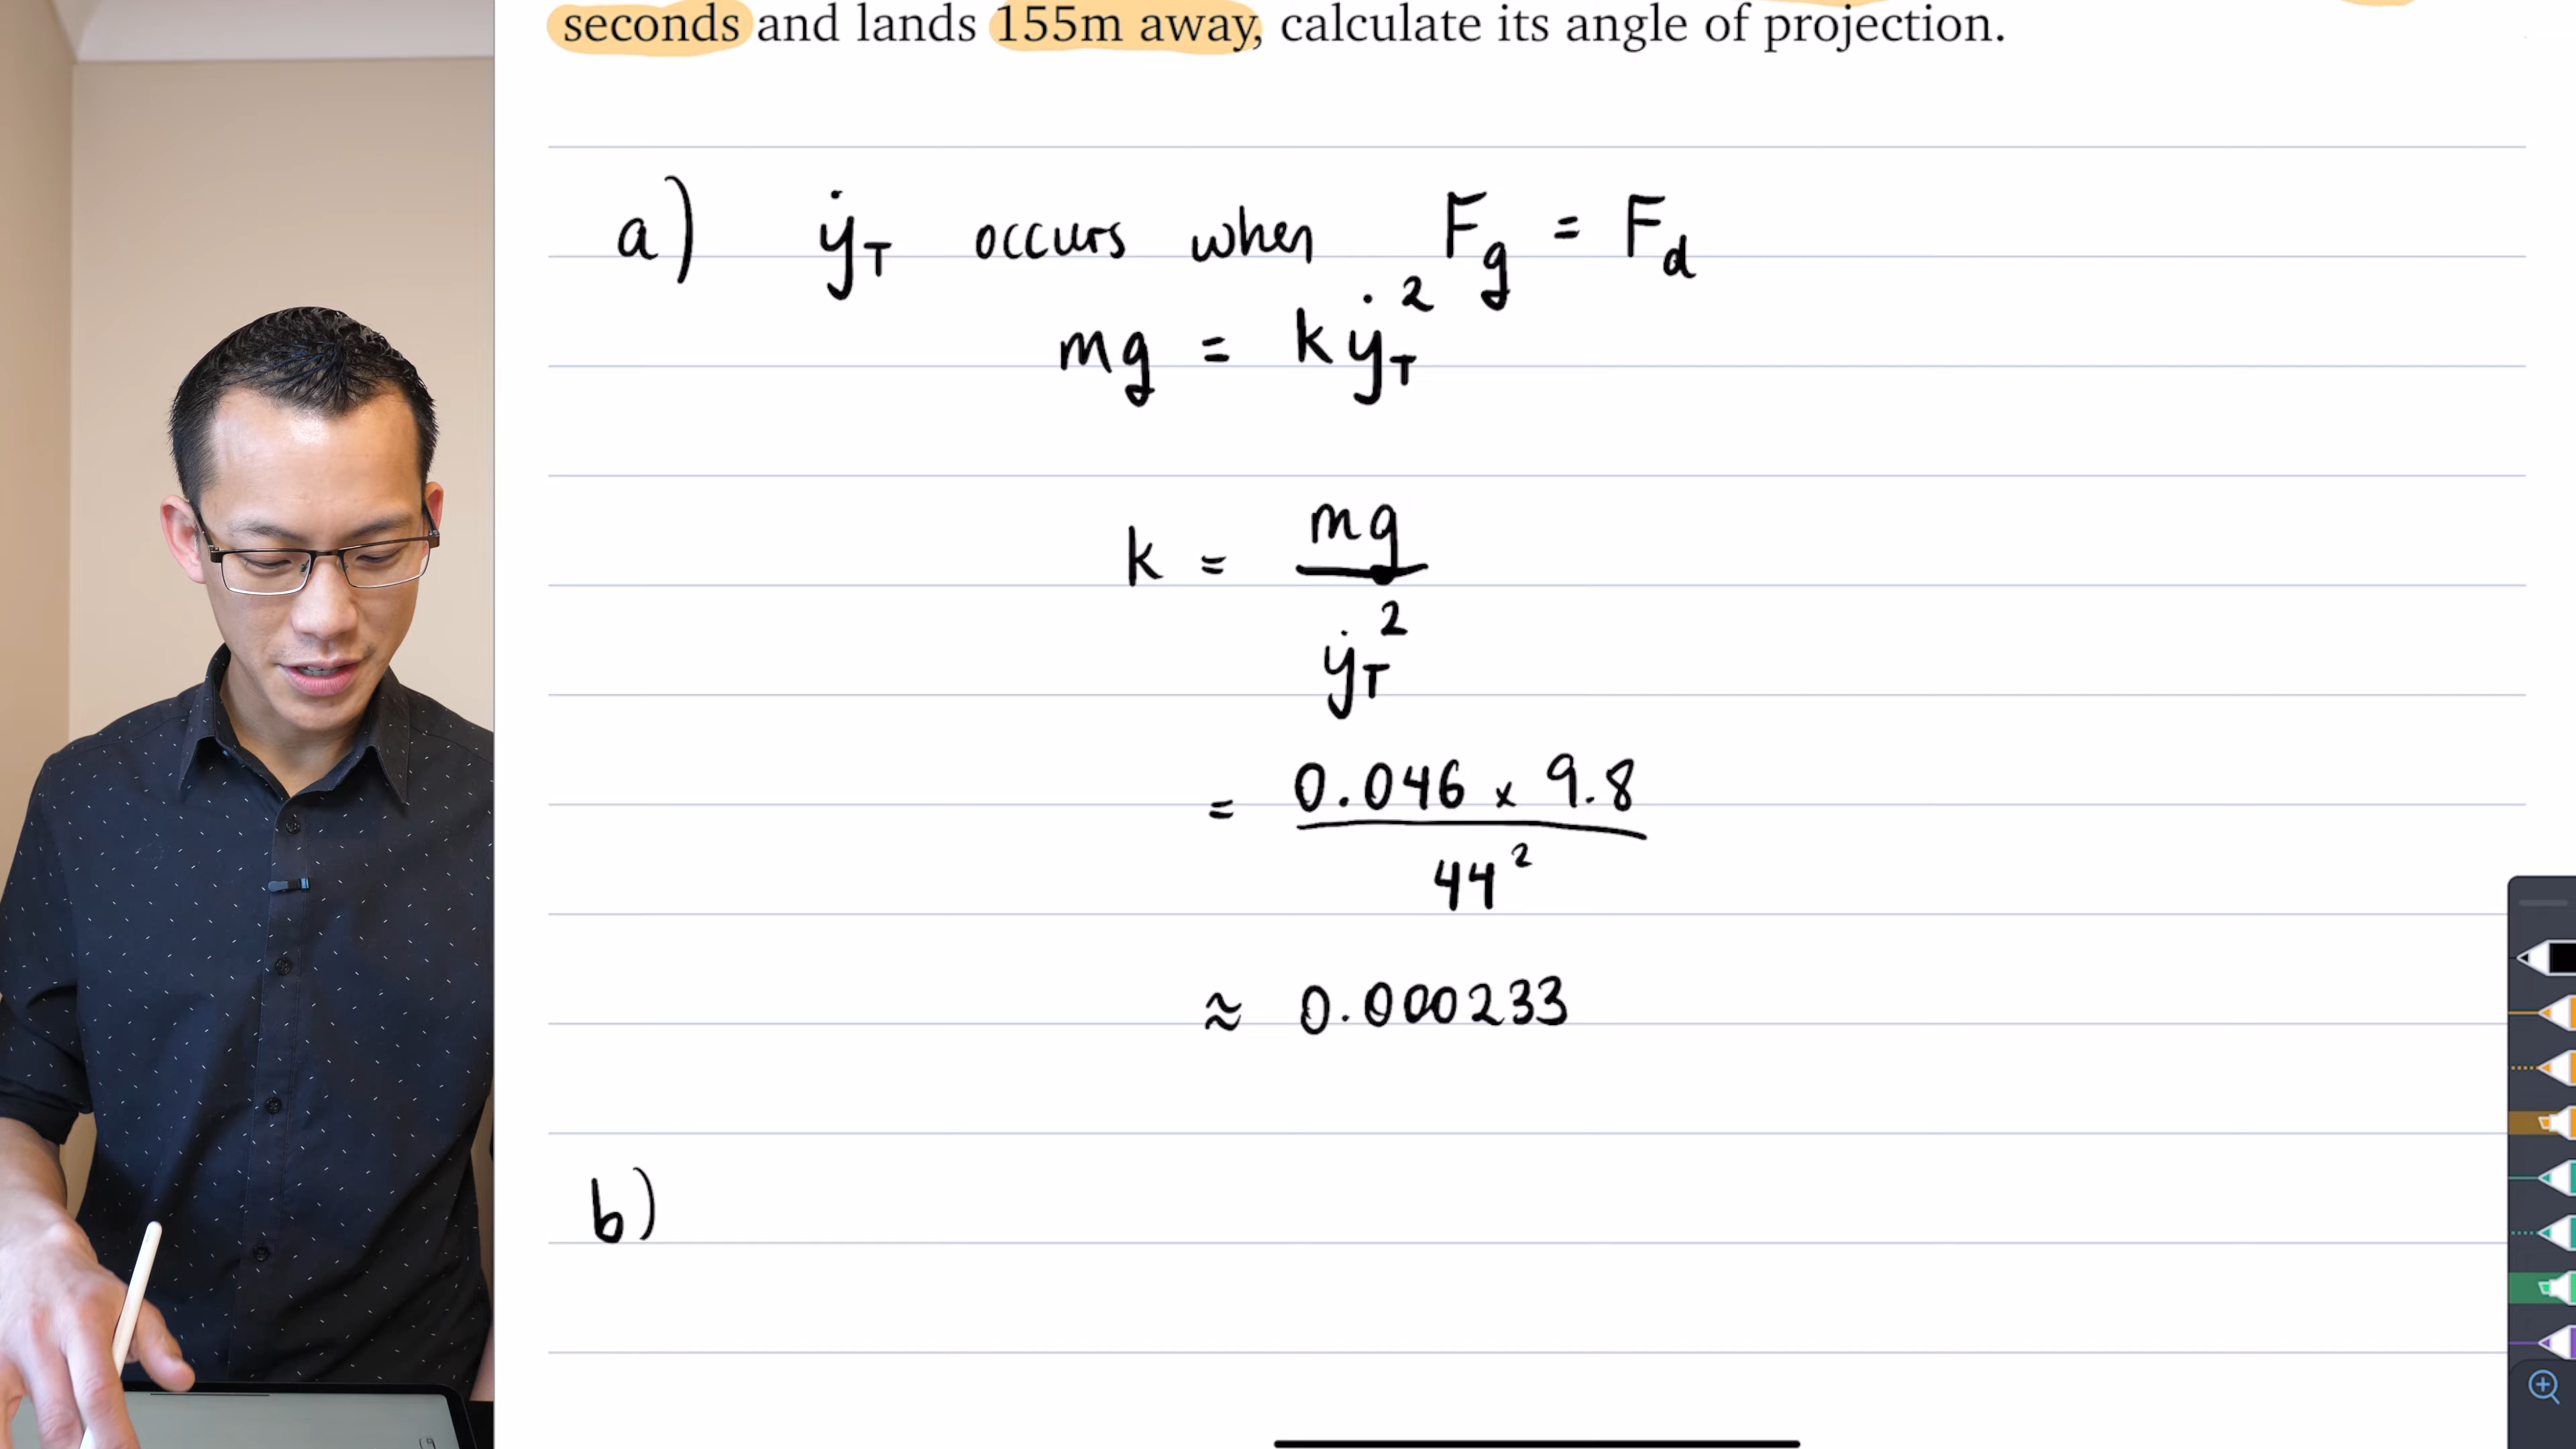 seconds and lands 155m away, calculate its angle of projection.
a) ẏ_T occurs when F_g = F_d
mg = kẏ_T²
k = mg / ẏ_T²
= 0.046 × 9.8 / 44²
≈ 0.000233
b)